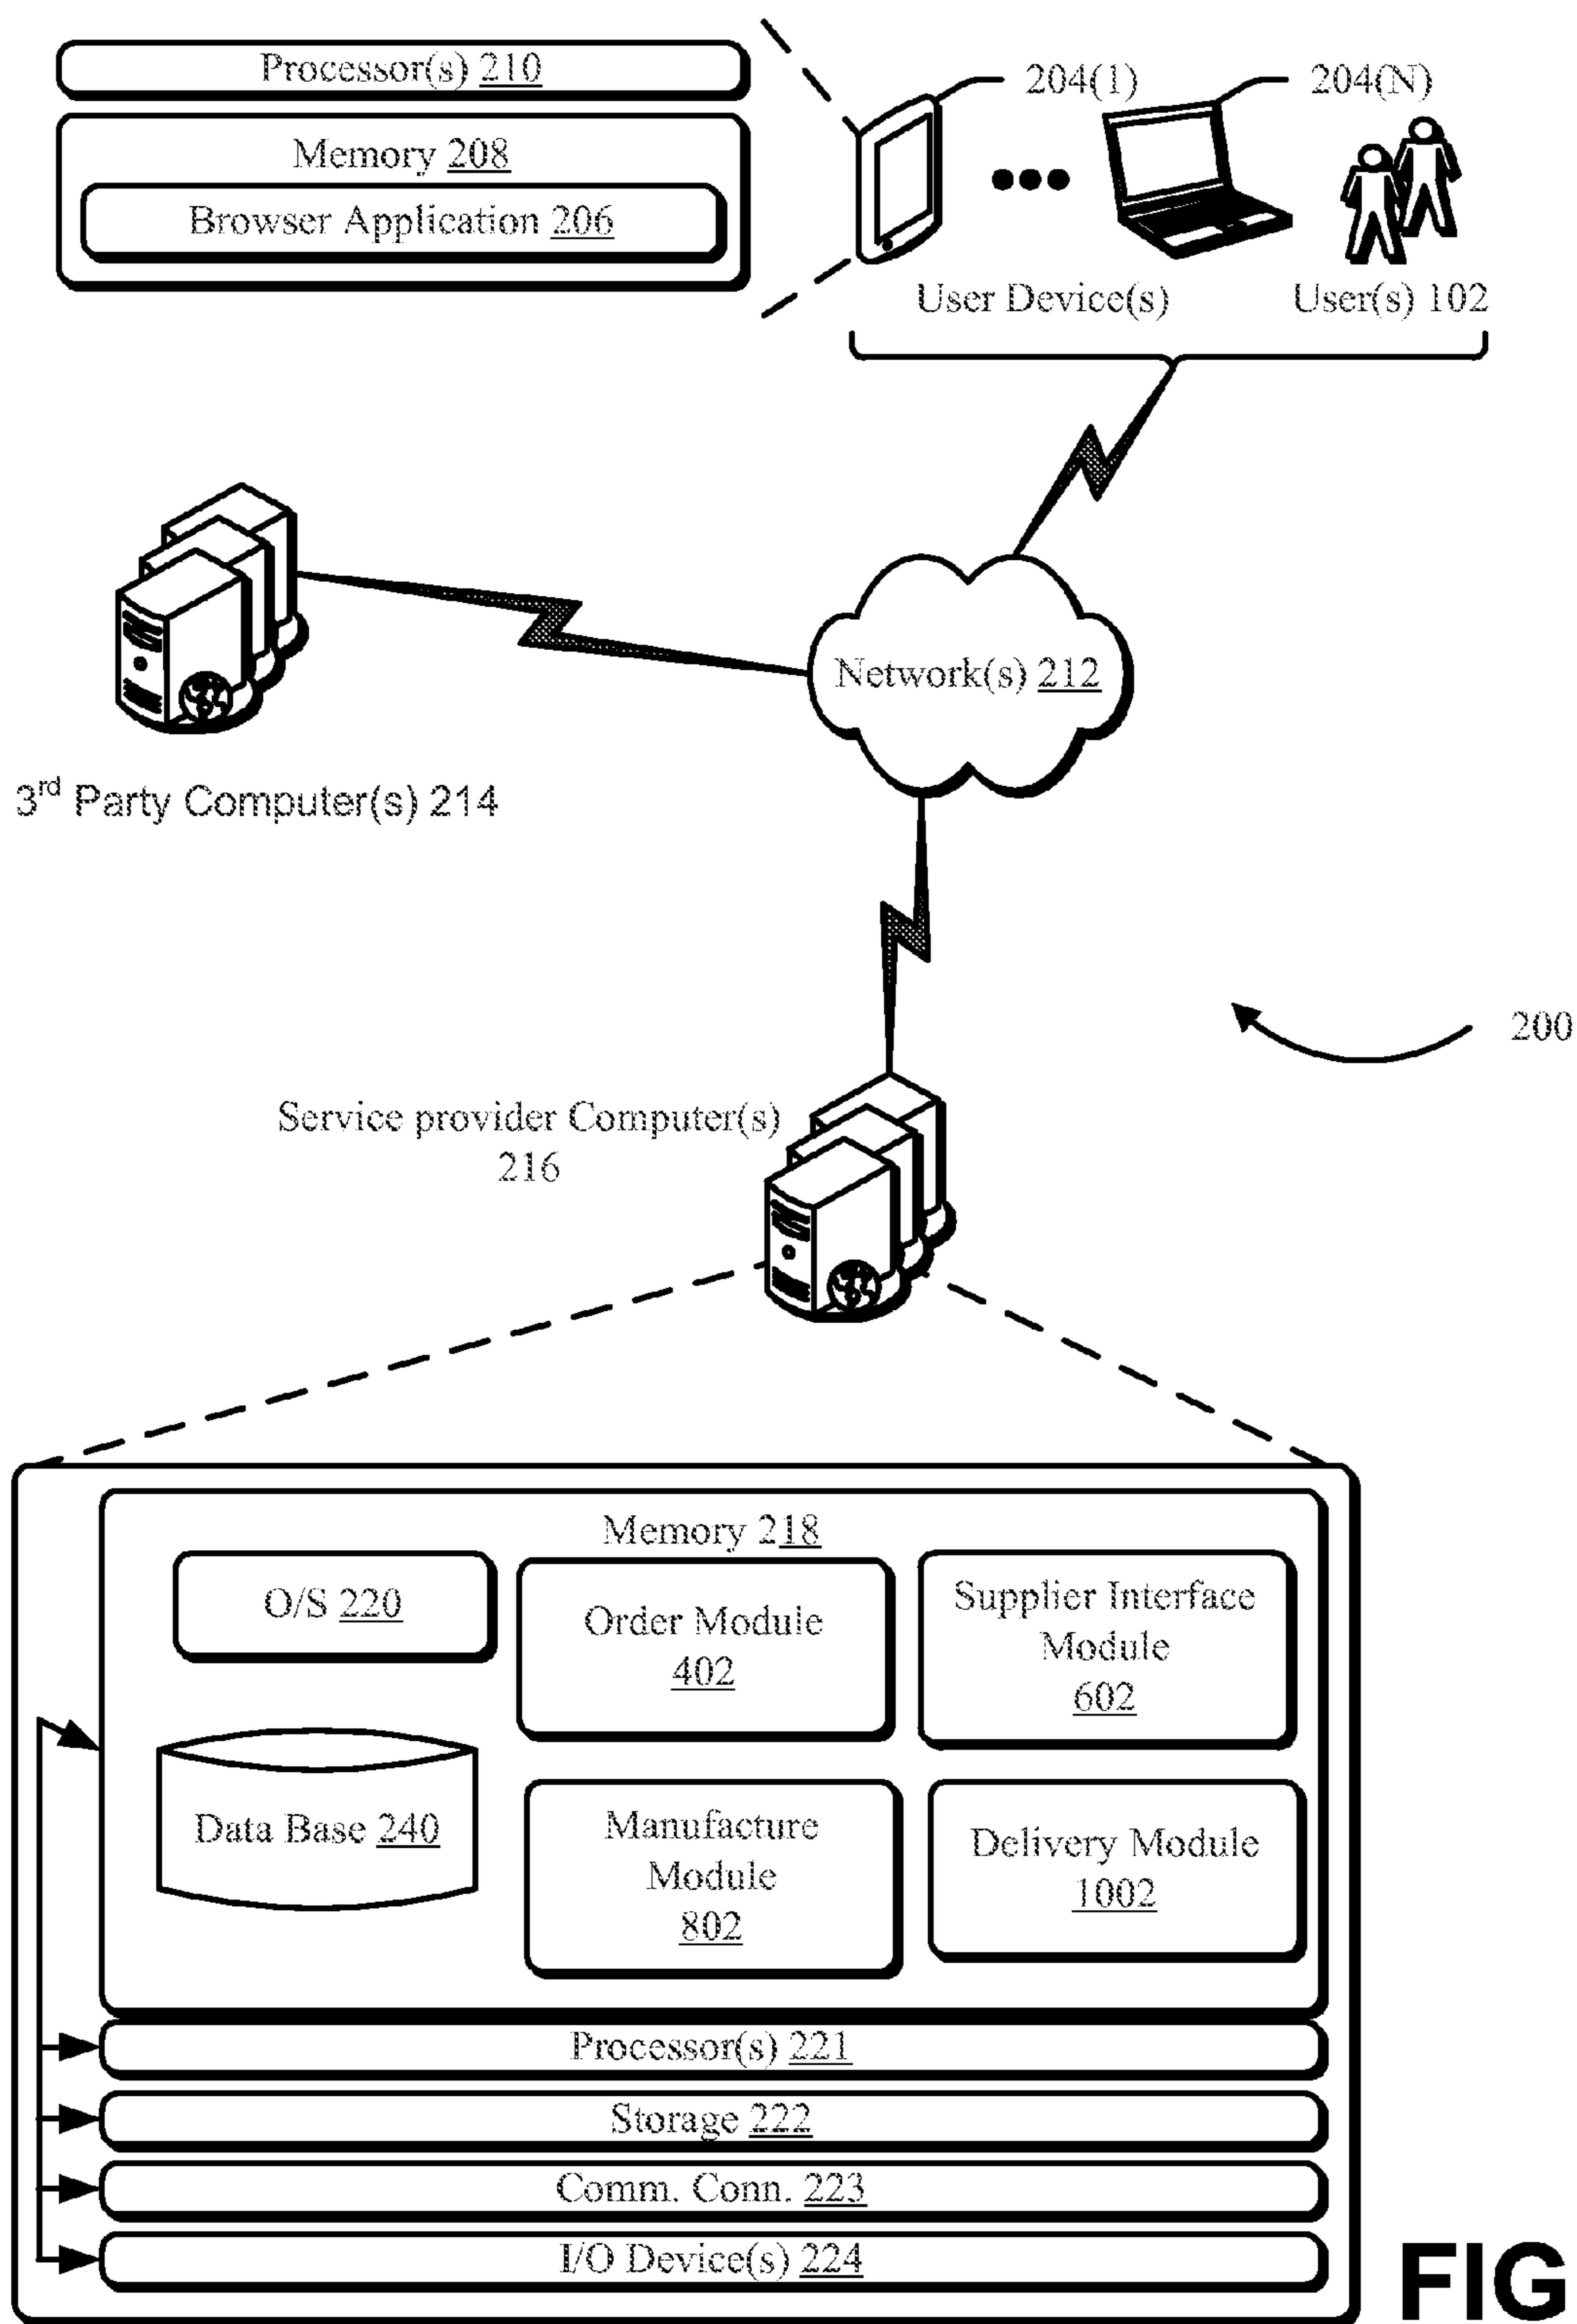 Processor(s) 210
Memory 208
Browser Application 206
204(1)
204(N)
User Device(s)
User(s) 102
Network(s) 212
3rd Party Computer(s) 214
200
Service provider Computer(s)
216
Memory 218
O/S 220
Order Module
402
Supplier Interface
Module
602
Data Base 240
Manufacture
Module
802
Delivery Module
1002
Processor(s) 221
Storage 222
Comm. Conn. 223
I/O Device(s) 224
FIG